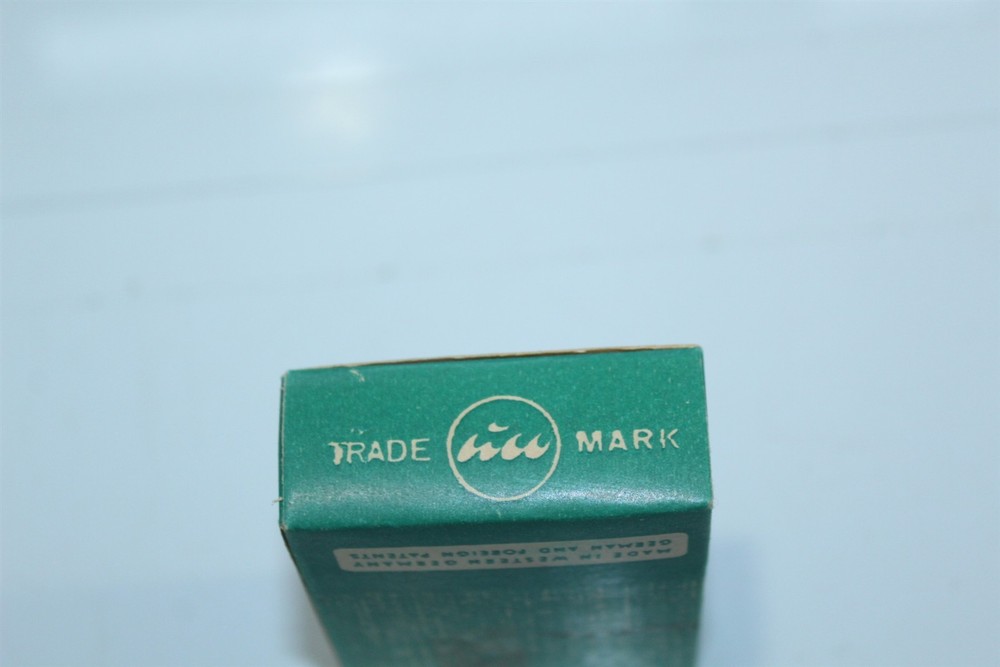 TRADE MARK
MADE IN WESTERN GERMANY
GERMAN AND FOREIGN PATENTS